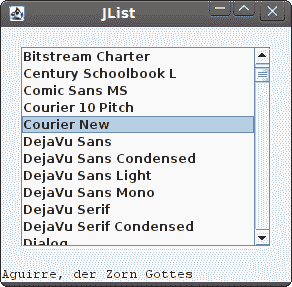 JList
Bitstream Charter
Century Schoolbook L
Comic Sans MS
Courier 10 Pitch
Courier New
DejaVu Sans
DejaVu Sans Condensed
DejaVu Sans Light
DejaVu Sans Mono
DejaVu Serif
DejaVu Serif Condensed
Dialog
Aguirre, der Zorn Gottes